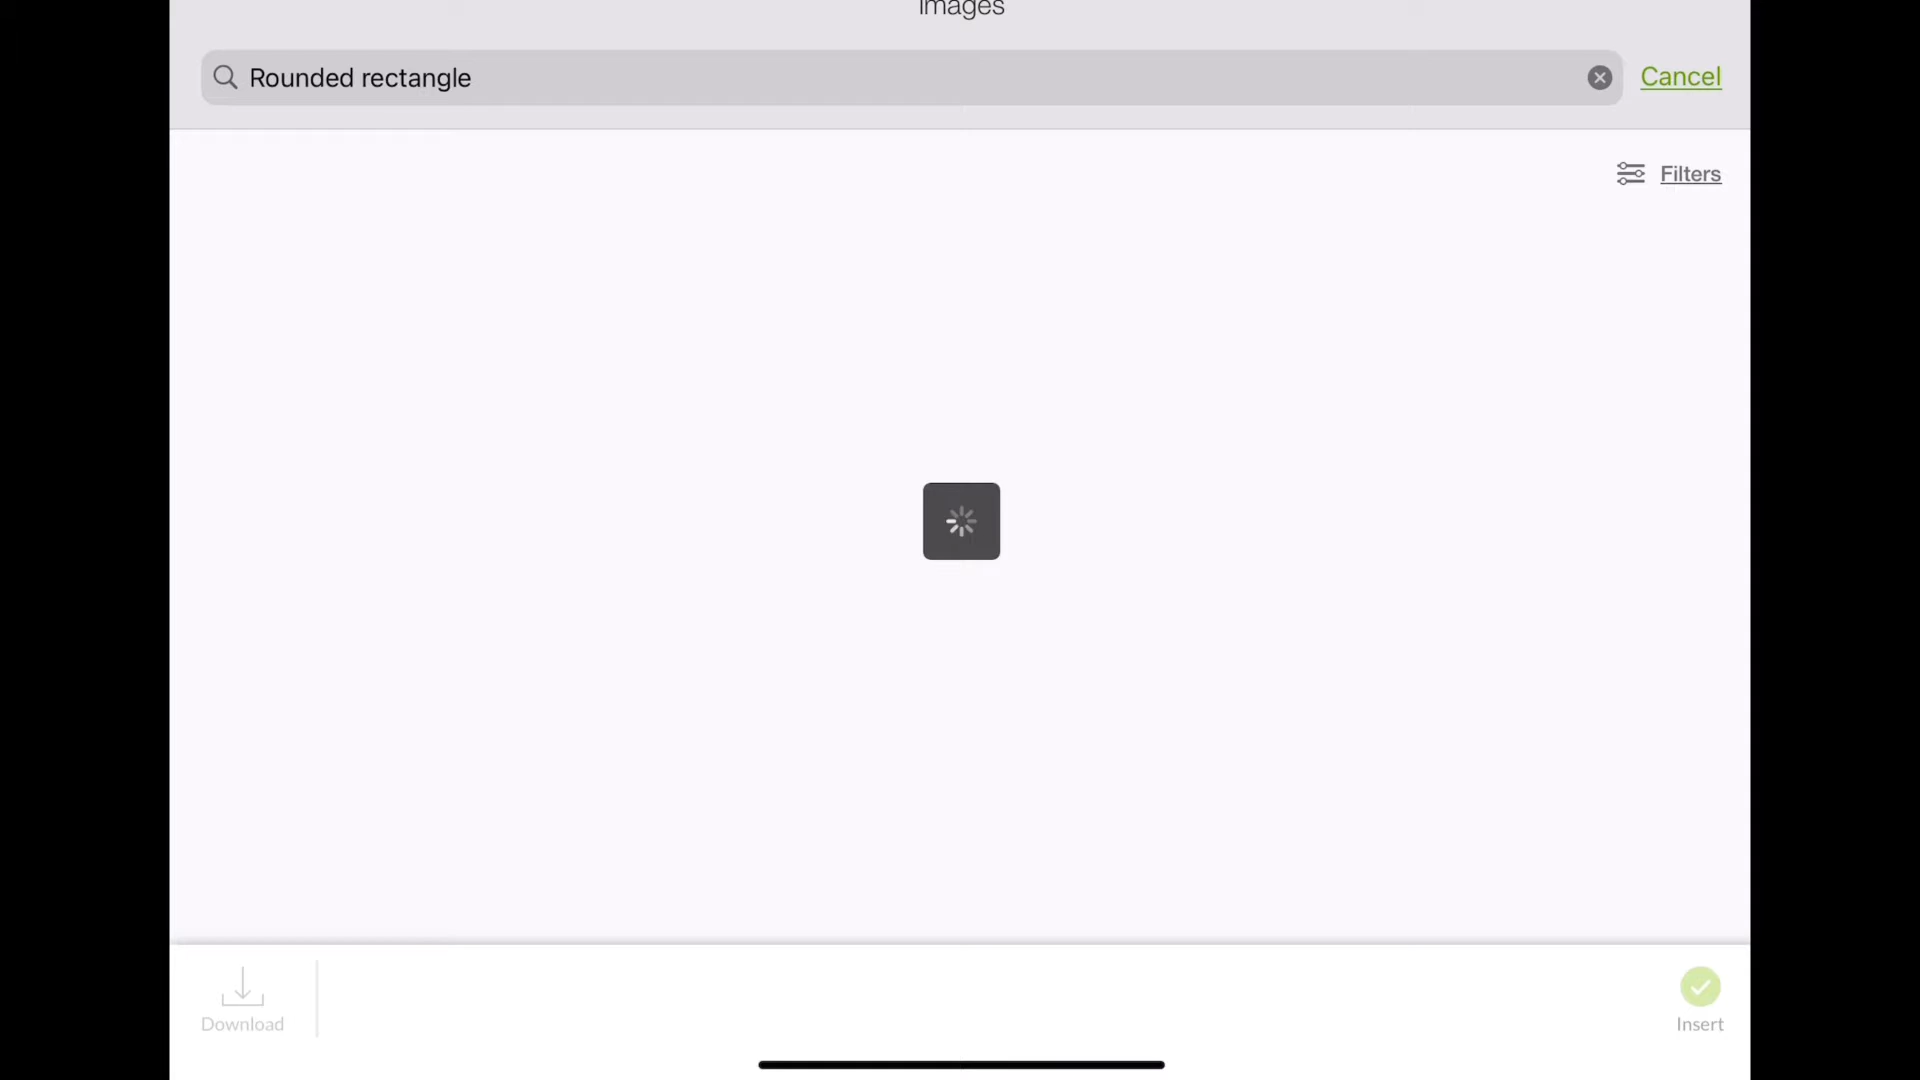 Images
Rounded rectangle
Cancel
Filters
Download
Insert